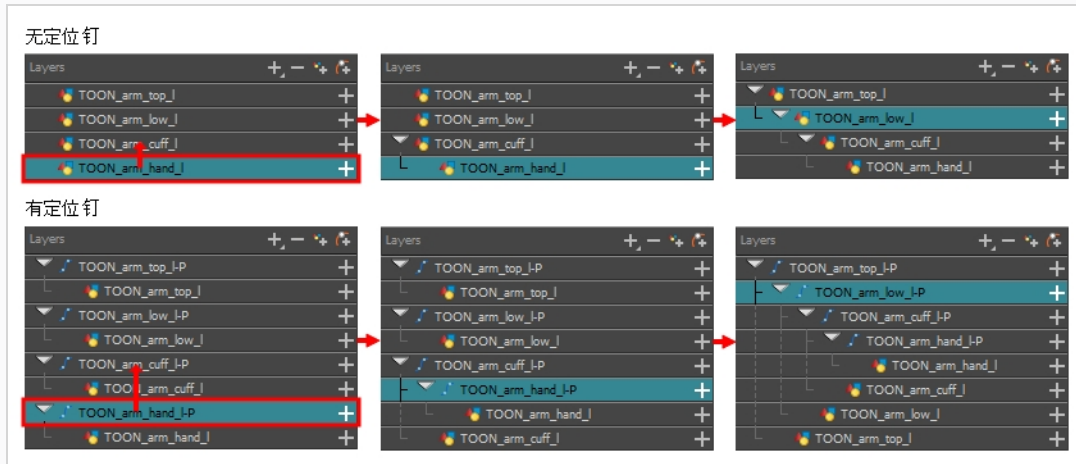 无定位钉
Layers
TOON_arm_top_l
TOON_arm_low_l
TOON_arm_cuff_l
TOON_arm_hand_l
Layers
TOON_arm_top_l
TOON_arm_low_l
TOON_arm_cuff_l
TOON_arm_hand_l
Layers
TOON_arm_top_l
TOON_arm_low_l
TOON_arm_cuff_l
TOON_arm_hand_l
有定位钉
Layers
TOON_arm_top_l-P
TOON_arm_top_l
TOON_arm_low_l-P
TOON_arm_low_l
TOON_arm_cuff_l-P
TOON_arm_cuff_l
TOON_arm_hand_l-P
TOON_arm_hand_l
Layers
TOON_arm_top_l-P
TOON_arm_top_l
TOON_arm_low_l-P
TOON_arm_low_l
TOON_arm_cuff_l-P
TOON_arm_hand_l-P
TOON_arm_hand_l
TOON_arm_cuff_l
Layers
TOON_arm_top_l-P
TOON_arm_low_l-P
TOON_arm_cuff_l-P
TOON_arm_hand_l-P
TOON_arm_hand_l
TOON_arm_cuff_l
TOON_arm_low_l
TOON_arm_top_l